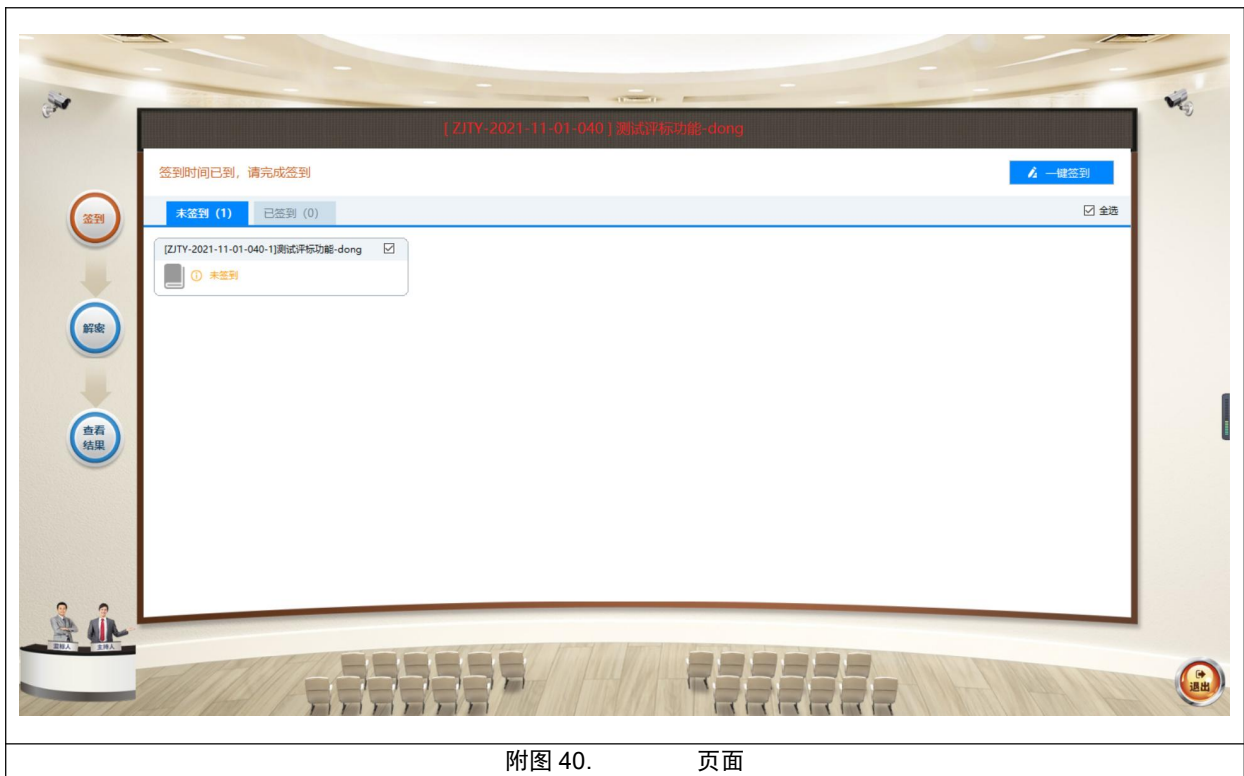 [ ZJTY-2021-11-01-040 ] 测试评标功能-dong
签到时间已到，请完成签到
一键签到
签到
未签到（1）
已签到（0）
全选
[ZJTY-2021-11-01-040-1]测试评标功能-dong
未签到
解密
查看
结果
主持人
退出
附图 40. 页面